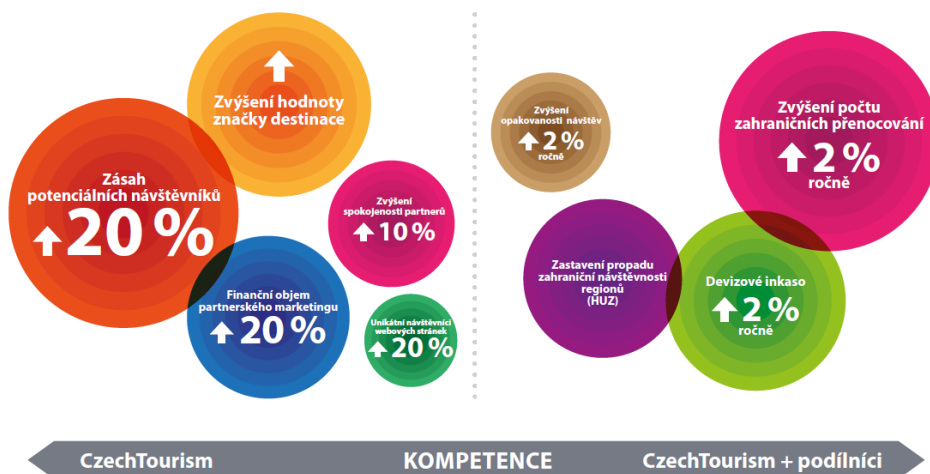 Zvýšení hodnoty
značky destinace
Zásah
potenciálních návštěvníků
20 %
Zvýšení
spokojenosti partnerů
10 %
Finanční objem
partnerského marketingu
20 %
Unikátní návštěvníci
webových stránek
20 %
Zvýšení
opakovanosti návštěv
2 %
ročně
Zvýšení počtu
zahraničních přenocování
2 %
ročně
Zastavení propadu
zahraniční návštěvnosti
regionů
(HUZ)
Devizové inkaso
2 %
ročně
CzechTourism KOMPETENCE CzechTourism + podílníci